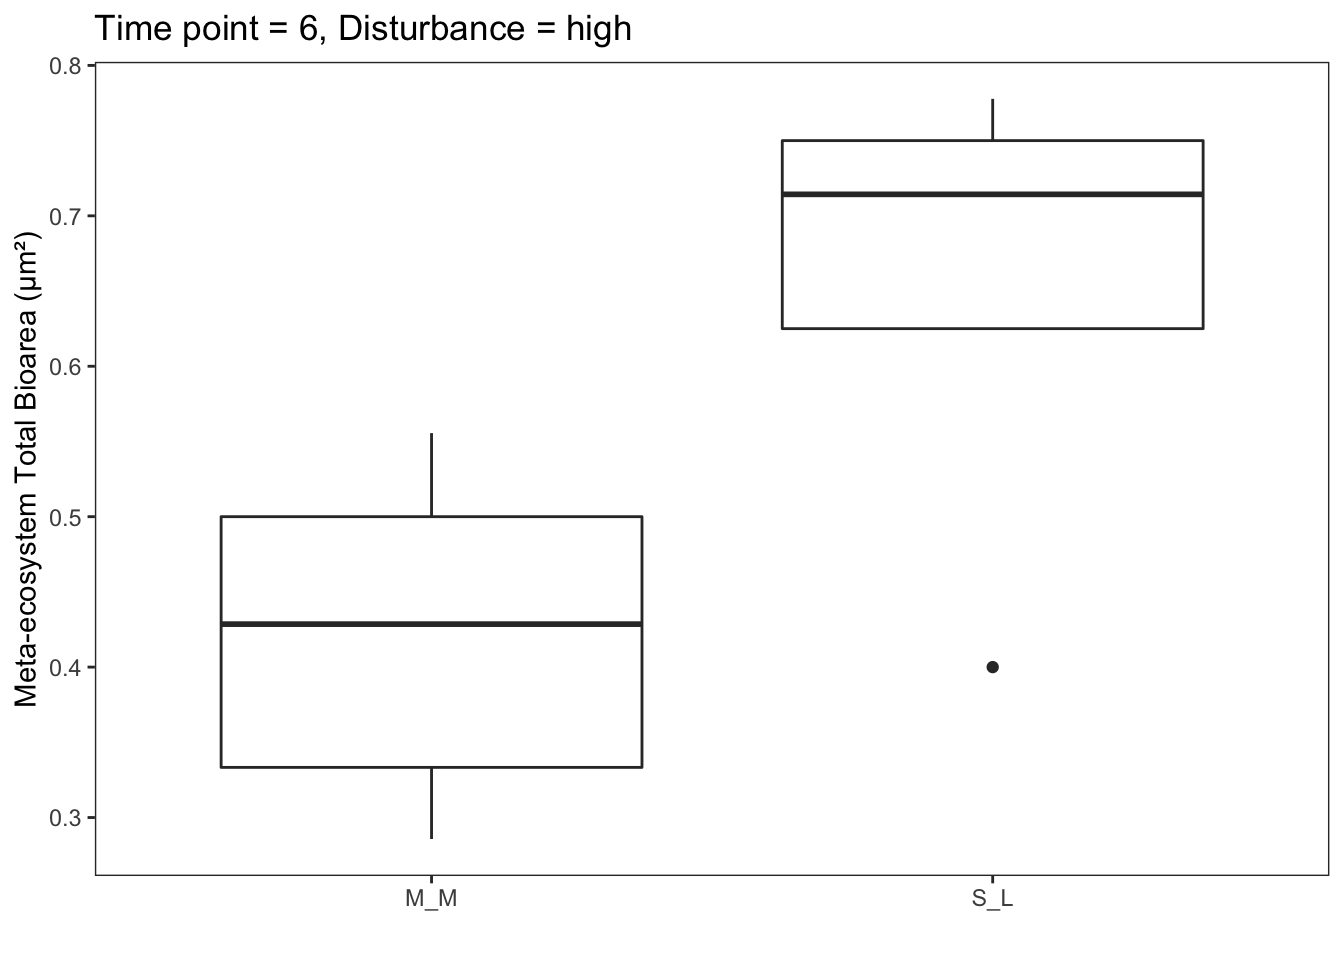 Time point = 6, Disturbance = high
Meta-ecosystem Total Bioarea (µm²)
0.8
0.7
0.6
0.5
0.4
0.3
M_M
S_L